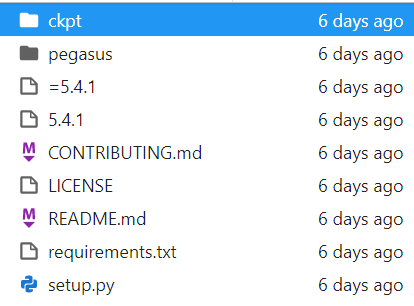 ckpt 6 days ago
pegasus 6 days ago
=5.4.1 6 days ago
5.4.1 6 days ago
CONTRIBUTING.md 6 days ago
LICENSE 6 days ago
README.md 6 days ago
requirements.txt 6 days ago
setup.py 6 days ago